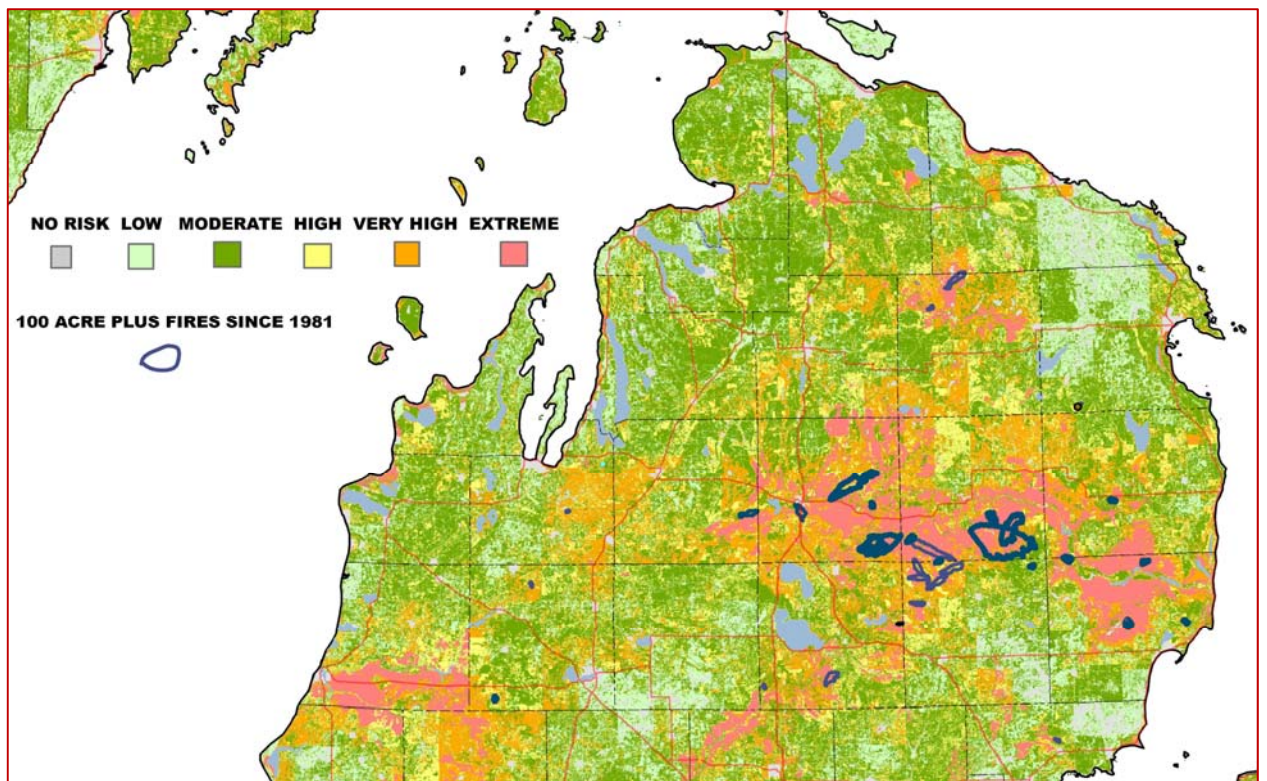 NO RISK LOW MODERATE HIGH VERY HIGH EXTREME
100 ACRE PLUS FIRES SINCE 1981